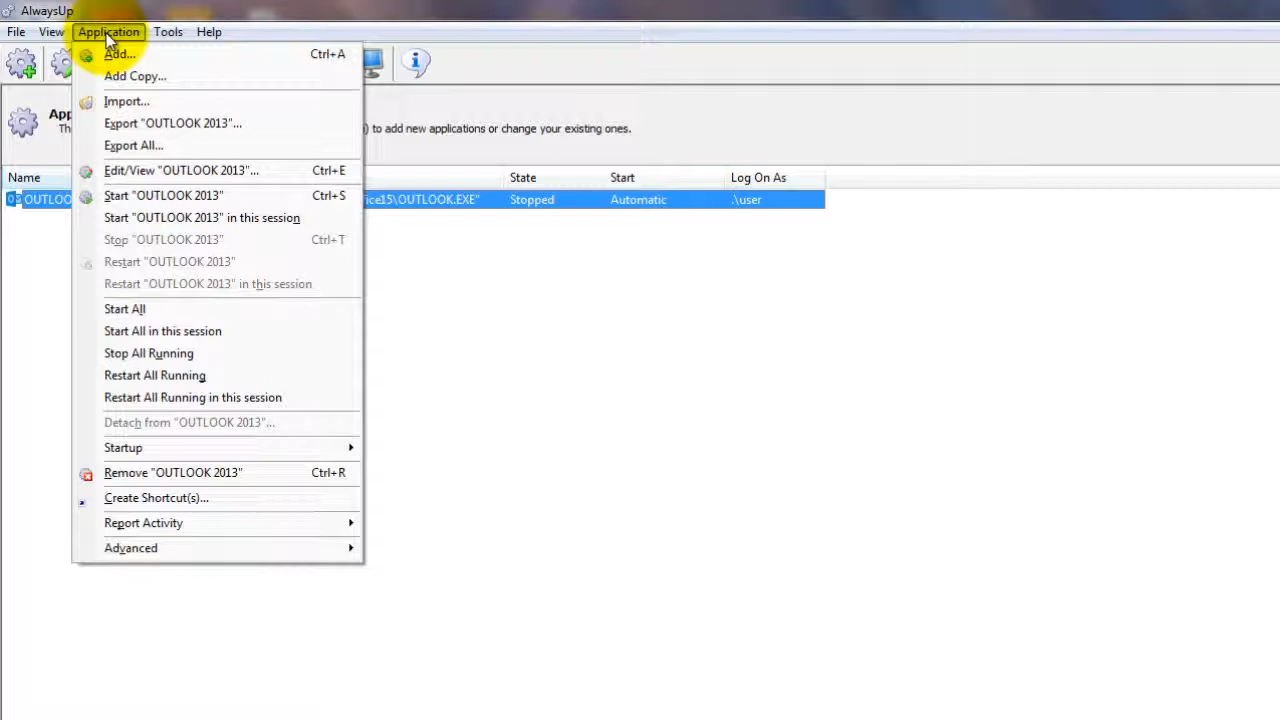 AlwaysUp
File View Application Tools Help
Add... Ctrl+A
Add Copy...
Import...
Export "OUTLOOK 2013"...
Export All...
Edit/View "OUTLOOK 2013"... Ctrl+E
Start "OUTLOOK 2013" Ctrl+S
Start "OUTLOOK 2013" in this session
Stop "OUTLOOK 2013" Ctrl+T
Restart "OUTLOOK 2013"
Restart "OUTLOOK 2013" in this session
Start All
Start All in this session
Stop All Running
Restart All Running
Restart All Running in this session
Detach from "OUTLOOK 2013"...
Startup
Remove "OUTLOOK 2013" Ctrl+R
Create Shortcut(s)...
Report Activity
Advanced
App
) to add new applications or change your existing ones.
Name State Start Log On As
OUTLOO ice15\OUTLOOK.EXE" Stopped Automatic .\user